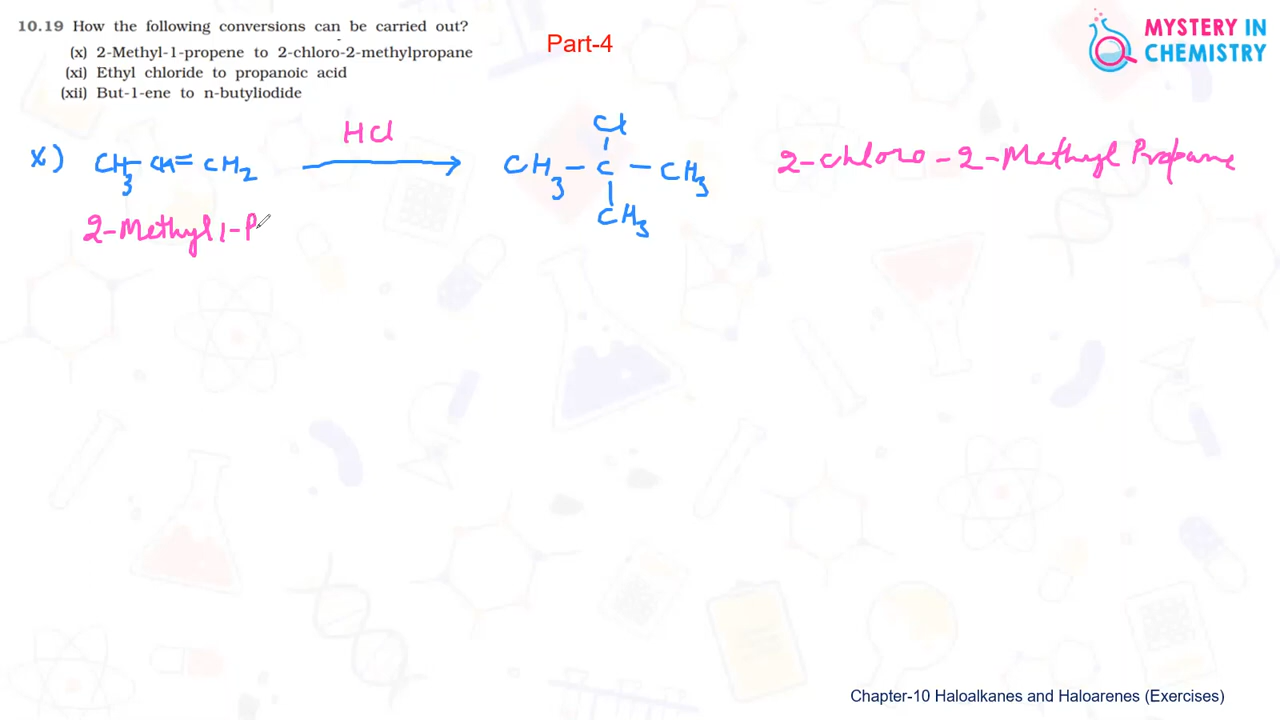 10.19 How the following conversions can be carried out?
(x) 2-Methyl-1-propene to 2-chloro-2-methylpropane
(xi) Ethyl chloride to propanoic acid
(xii) But-1-ene to n-butyliodide
Part-4
MYSTERY IN
CHEMISTRY
HCl
Cl
x) CH3-CH=CH2 CH3-C-CH3 2-chloro-2-Methyl Propane
CH3
2-Methyl 1-P
Chapter-10 Haloalkanes and Haloarenes (Exercises)